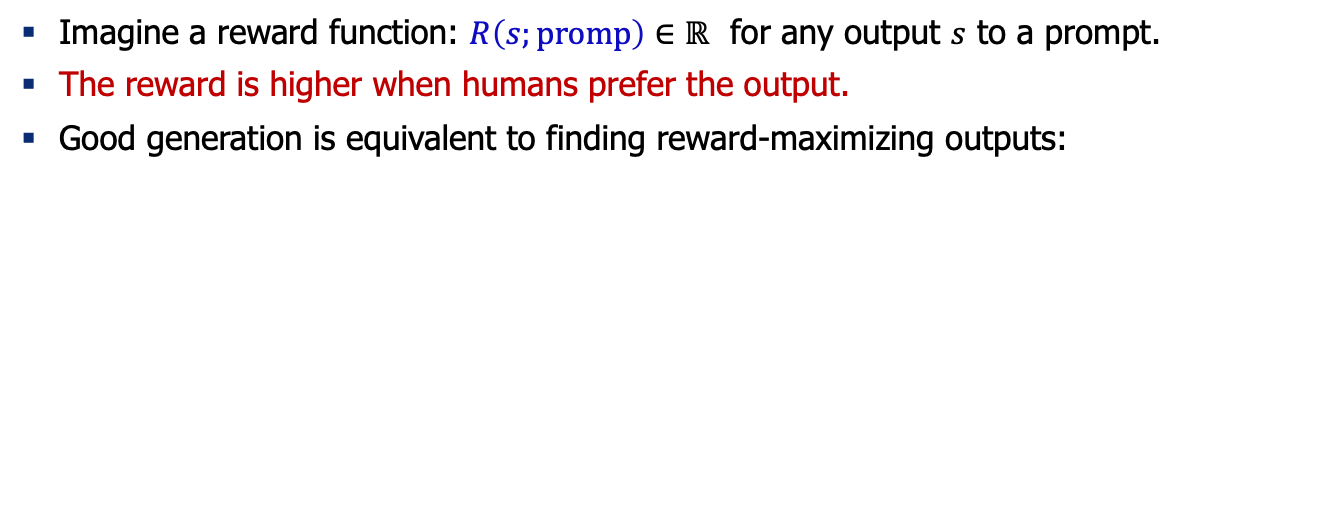 ▪ Imagine a reward function: R(s; promp) ∈ ℝ for any output s to a prompt.
▪ The reward is higher when humans prefer the output.
▪ Good generation is equivalent to finding reward-maximizing outputs: